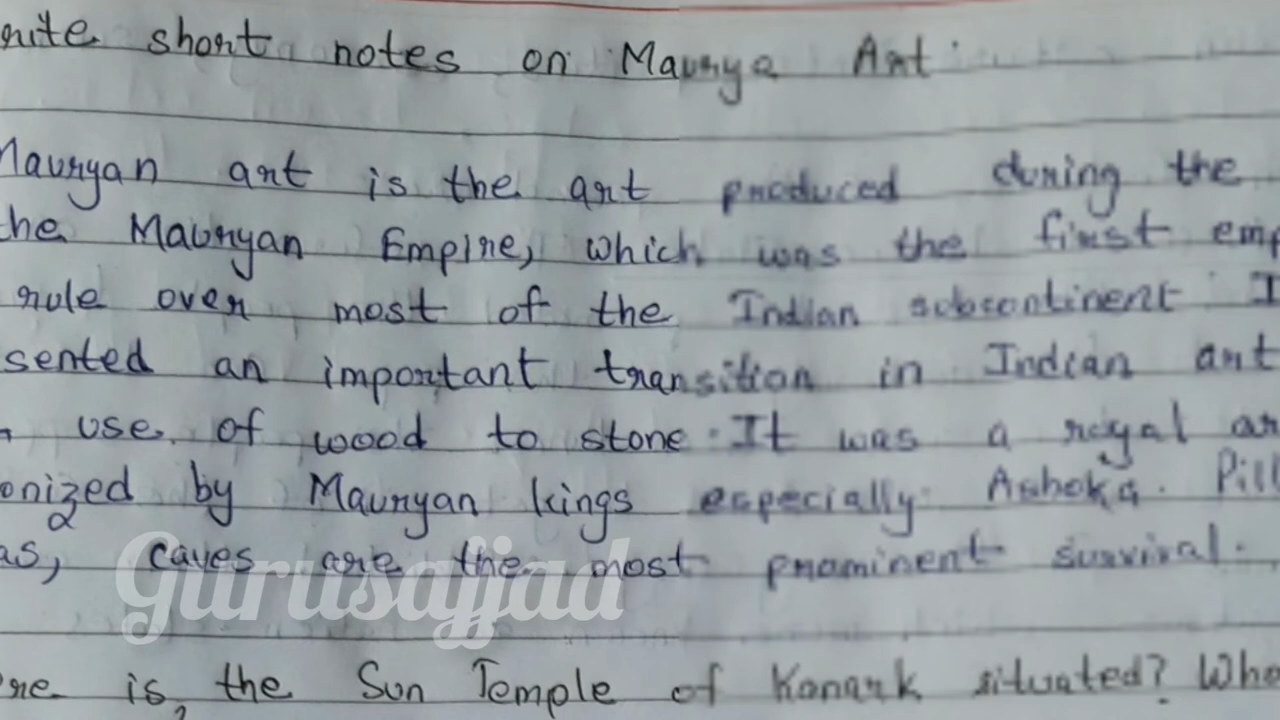 rite short notes on Maurya Art:
Mauryan art is the art produced during the
the Mauryan Empire, which was the first emp
rule over most of the Indian subcontinent. I
sented an important transition in Indian art
use of wood to stone. It was a royal ar
onized by Mauryan kings especially Ashoka. Pill
as, caves are the most prominent survival.
Gurusajjad
re is, the Sun Temple of Konark situated? Who